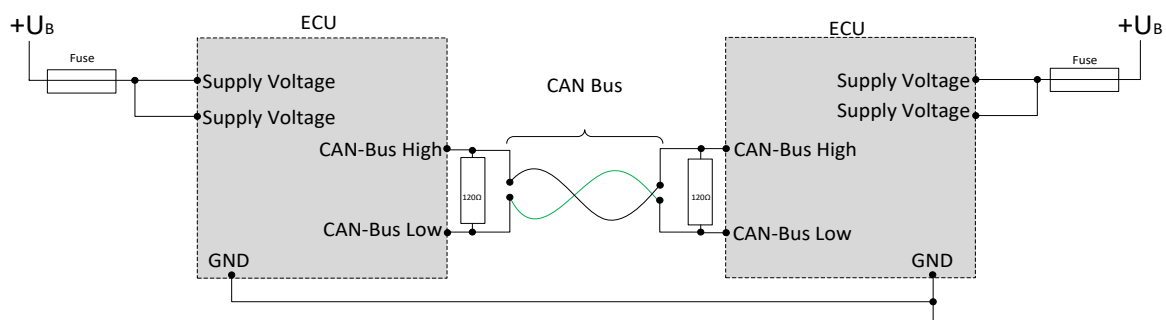 ECU
ECU
+UB
+UB
Fuse
Fuse
Supply Voltage
Supply Voltage
Supply Voltage
Supply Voltage
CAN Bus
CAN-Bus High
CAN-Bus High
120Ω
120Ω
CAN-Bus Low
CAN-Bus Low
GND
GND